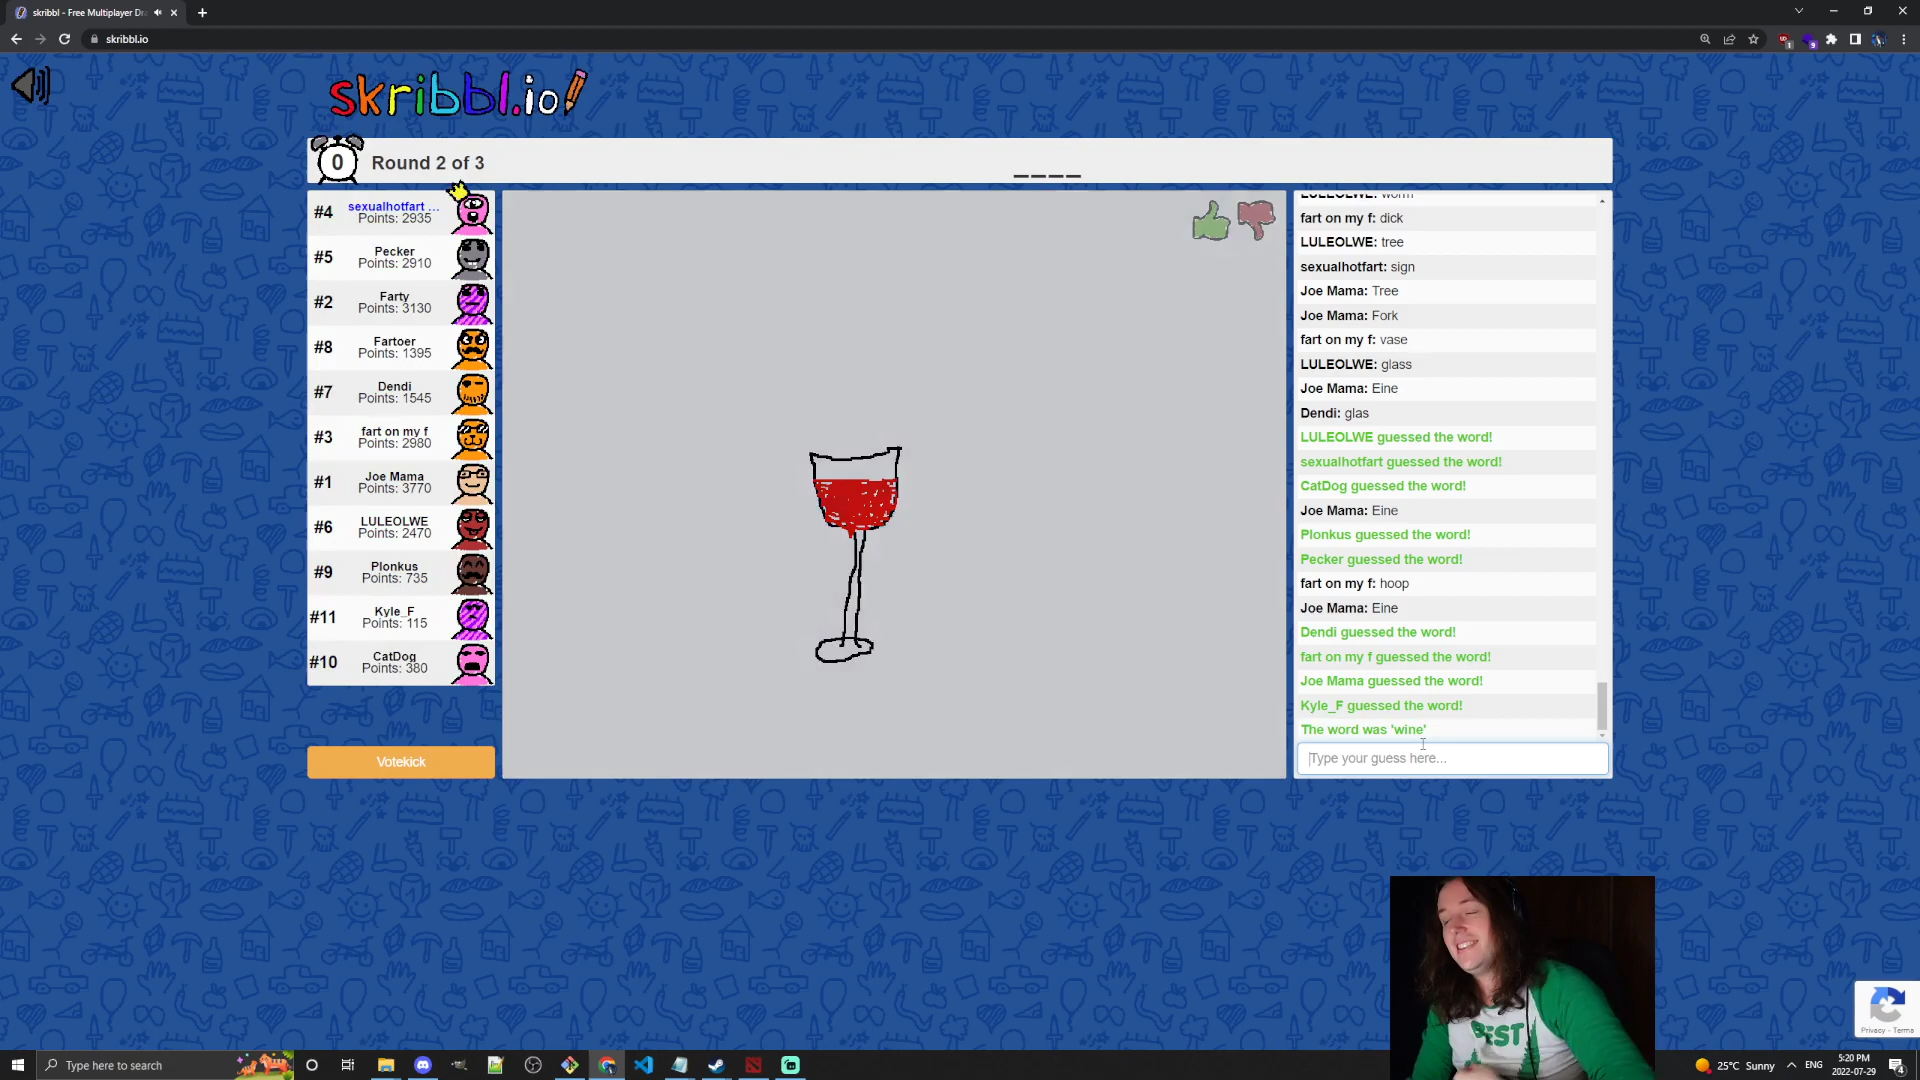 skribbl - Free Multiplayer Dr
skribbl.io
skribbl.io!
0
Round 2 of 3
____
#4 sexualhotfart ...
Points: 2935
#5 Pecker
Points: 2910
#2 Farty
Points: 3130
#8 Fartoer
Points: 1395
#7 Dendi
Points: 1545
#3 fart on my f
Points: 2980
#1 Joe Mama
Points: 3770
#6 LULEOLWE
Points: 2470
#9 Plonkus
Points: 735
#11 Kyle_F
Points: 115
#10 CatDog
Points: 380
Votekick
LULEOLWE: worm
fart on my f: dick
LULEOLWE: tree
sexualhotfart: sign
Joe Mama: Tree
Joe Mama: Fork
fart on my f: vase
LULEOLWE: glass
Joe Mama: Eine
Dendi: glas
LULEOLWE guessed the word!
sexualhotfart guessed the word!
CatDog guessed the word!
Joe Mama: Eine
Plonkus guessed the word!
Pecker guessed the word!
fart on my f: hoop
Joe Mama: Eine
Dendi guessed the word!
fart on my f guessed the word!
Joe Mama guessed the word!
Kyle_F guessed the word!
The word was 'wine'
Type your guess here...
BEST
Privacy - Terms
Type here to search
25°C Sunny
ENG
5:20 PM
2022-07-29
4